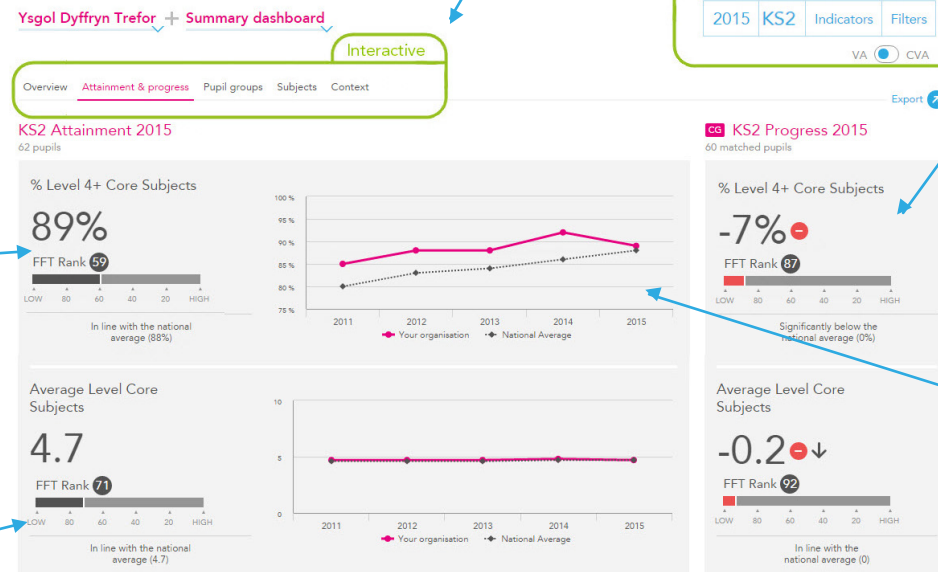 Ysgol Dyffryn Trefor + Summary dashboard
2015 KS2 Indicators Filters
VA CVA
Interactive
Overview Attainment & progress Pupil groups Subjects Context
Export
KS2 Attainment 2015
62 pupils
% Level 4+ Core Subjects
89%
FFT Rank 59
LOW 80 60 40 20 HIGH
In line with the national
average (88%)
100 %
95 %
90 %
85 %
80 %
75 %
2011 2012 2013 2014 2015
Your organisation National Average
Average Level Core
Subjects
4.7
FFT Rank 71
LOW 80 60 40 20 HIGH
In line with the national
average (4.7)
10
5
0
2011 2012 2013 2014 2015
Your organisation National Average
CG KS2 Progress 2015
60 matched pupils
% Level 4+ Core Subjects
-7%
FFT Rank 87
LOW 80 60 40 20 HIGH
Significantly below the
national average (0%)
Average Level Core
Subjects
-0.2
FFT Rank 92
LOW 80 60 40 20 HIGH
In line with the
national average (0)